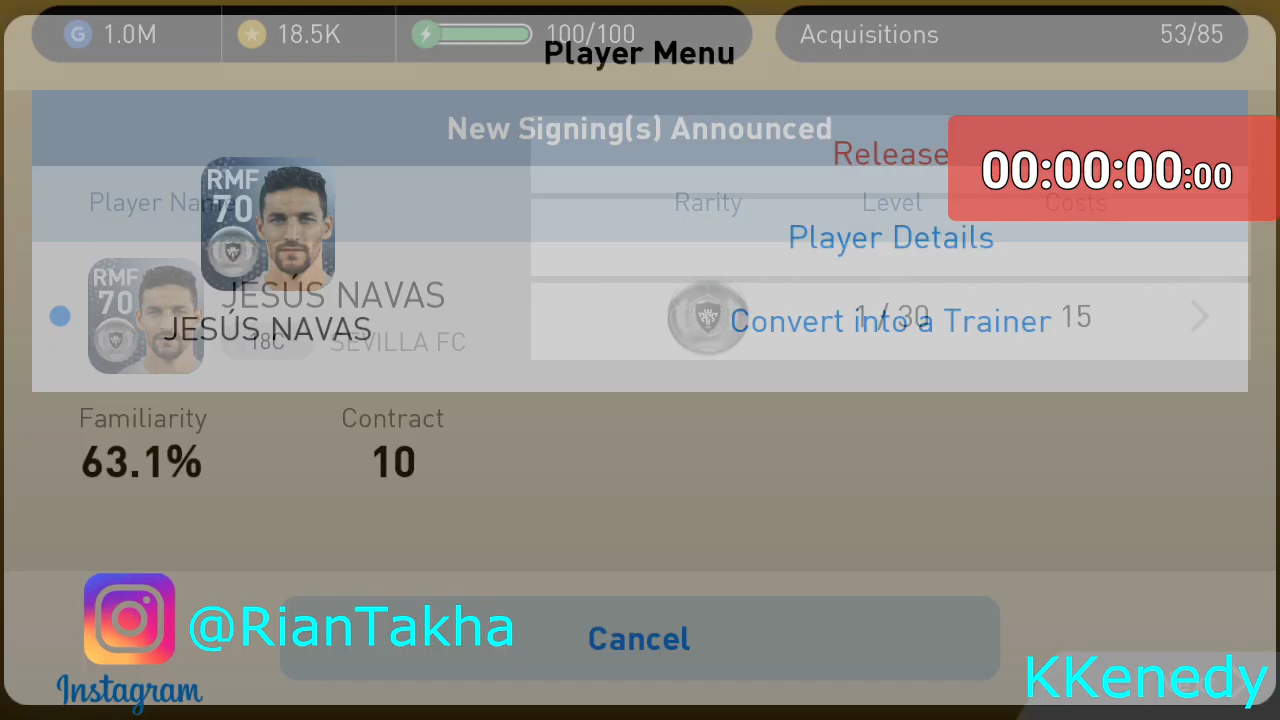 1.0M
18.5K
100/100
Acquisitions
53/85
Player Menu
New Signing(s) Announced
Release
00:00:00:00
Player Name
Rarity
Level
Costs
RMF
70
Player Details
RMF
70
JESÚS NAVAS
1 / 30
15
Convert into a Trainer
JESÚS NAVAS
18C
SEVILLA FC
Familiarity
Contract
63.1%
10
@RianTakha
Cancel
Instagram
KKenedy